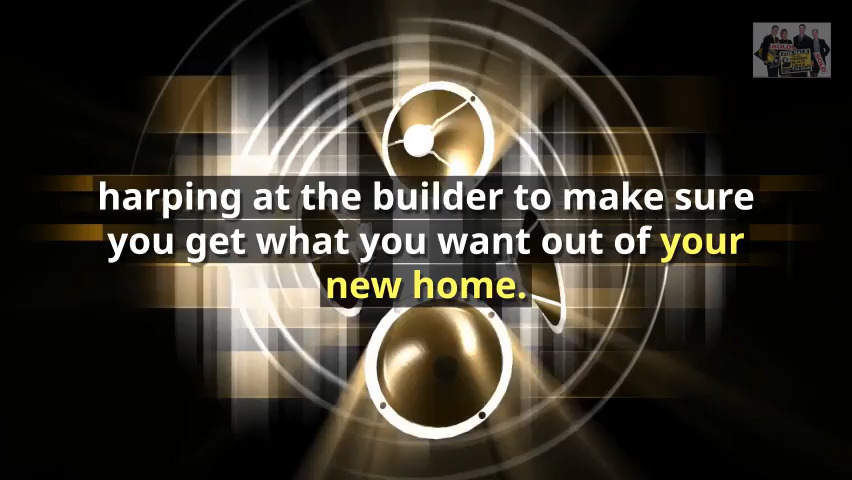 harping at the builder to make sure
you get what you want out of your
new home.